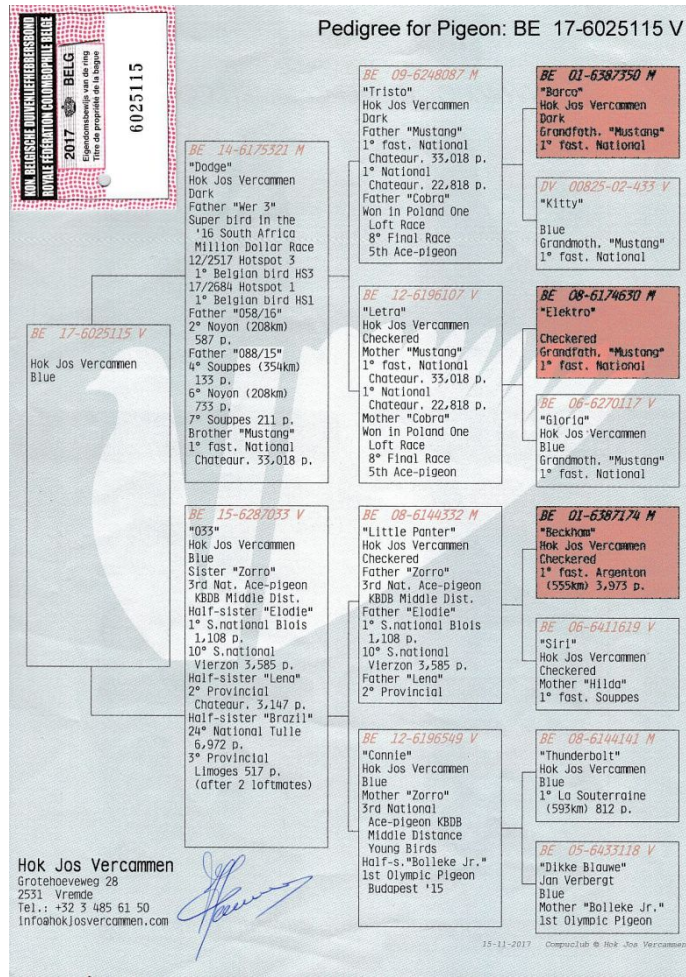 Pedigree for Pigeon: BE 17-6025115 V
KON. BELGISCHE DUIVENLIEFHEBBERSBOND
ROYALE FÉDÉRATION COLOMBOPHILE BELGE
2017 BELG
Eigendomsbewijs van de ring
Titre de propriété de la bague
6025115
BE 17-6025115 V
Hok Jos Vercammen
Blue
BE 14-6175321 M
"Dodge"
Hok Jos Vercammen
Dark
Father "Wer 3"
Super bird in the
'16 South Africa
Million Dollar Race
12/2517 Hotspot 3
1° Belgian bird HS3
17/2684 Hotspot 1
1° Belgian bird HS1
Father "058/16"
2° Noyon (208km)
587 p.
Father "088/15"
4° Souppes (354km)
133 p.
6° Noyon (208km)
733 p.
7° Souppes 211 p.
Brother "Mustang"
1° fast. National
Chateaur. 33,018 p.
BE 15-6287033 V
"033"
Hok Jos Vercammen
Blue
Sister "Zorro"
3rd Nat. Ace-pigeon
KBDB Middle Dist.
Half-sister "Elodie"
1° S.national Blois
1,108 p.
10° S.national
Vierzon 3,585 p.
Half-sister "Lena"
2° Provincial
Chateaur. 3,147 p.
Half-sister "Brazil"
24° National Tulle
6,972 p.
3° Provincial
Limoges 517 p.
(after 2 loftmates)
BE 09-6248087 M
"Tristo"
Hok Jos Vercammen
Dark
Father "Mustang"
1° fast. National
Chateaur. 33,018 p.
1° National
Chateaur. 22,818 p.
Father "Cobra"
Won in Poland One
Loft Race
8° Final Race
5th Ace-pigeon
BE 12-6196107 V
"Letra"
Hok Jos Vercammen
Checkered
Mother "Mustang"
1° fast. National
Chateaur. 33,018 p.
1° National
Chateaur. 22,818 p.
Mother "Cobra"
Won in Poland One
Loft Race
8° Final Race
5th Ace-pigeon
BE 08-6144332 M
"Little Panter"
Hok Jos Vercammen
Checkered
Father "Zorro"
3rd Nat. Ace-pigeon
KBDB Middle Dist.
Father "Elodie"
1° S.national Blois
1,108 p.
10° S.national
Vierzon 3,585 p.
Father "Lena"
2° Provincial
BE 12-6196549 V
"Connie"
Hok Jos Vercammen
Blue
Mother "Zorro"
3rd National
Ace-pigeon KBDB
Middle Distance
Young Birds
Half-s."Bolleke Jr."
1st Olympic Pigeon
Budapest '15
BE 01-6387350 M
"Barco"
Hok Jos Vercammen
Dark
Grandfath. "Mustang"
1° fast. National
DV 00825-02-433 V
"Kitty"
Blue
Grandmoth. "Mustang"
1° fast. National
BE 08-6174630 M
"Elektro"
Checkered
Grandfath. "Mustang"
1° fast. National
BE 06-6270117 V
"Gloria"
Hok Jos Vercammen
Blue
Grandmoth. "Mustang"
1° fast. National
BE 01-6387174 M
"Beckham"
Hok Jos Vercammen
Checkered
1° fast. Argenton
(555km) 3,973 p.
BE 06-6411619 V
"Siri"
Hok Jos Vercammen
Checkered
Mother "Hilda"
1° fast. Souppes
BE 08-6144141 M
"Thunderbolt"
Hok Jos Vercammen
Blue
1° La Souterraine
(593km) 812 p.
BE 05-6433118 V
"Dikke Blauwe"
Jan Verbergt
Blue
Mother "Bolleke Jr."
1st Olympic Pigeon
Hok Jos Vercammen
Grotehoeveweg 28
2531 Vremde
Tel.: +32 3 485 61 50
info@hokjosvercammen.com
15-11-2017 Compuclub © Hok Jos Vercammen